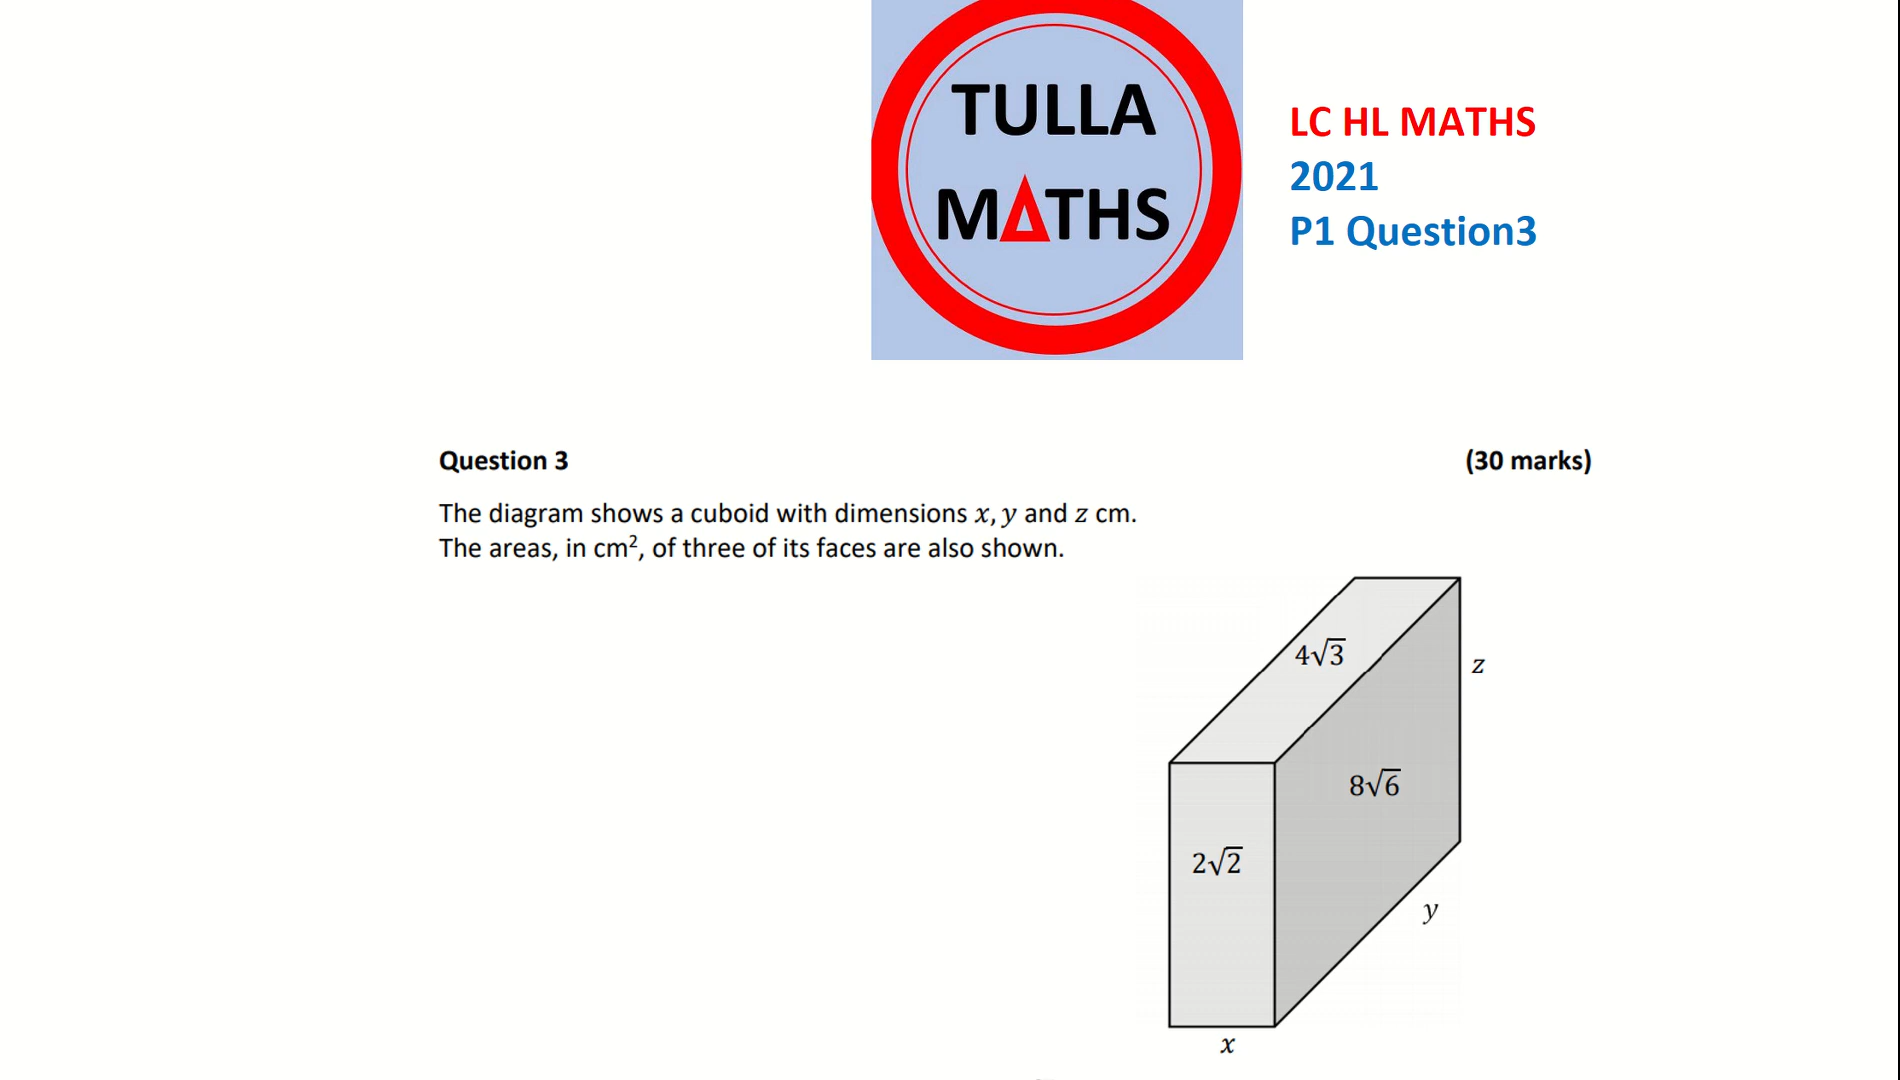 TULLA
MATHS
LC HL MATHS
2021
P1 Question3
Question 3 (30 marks)
The diagram shows a cuboid with dimensions x, y and z cm.
The areas, in cm², of three of its faces are also shown.
4√3
z
8√6
2√2
y
x